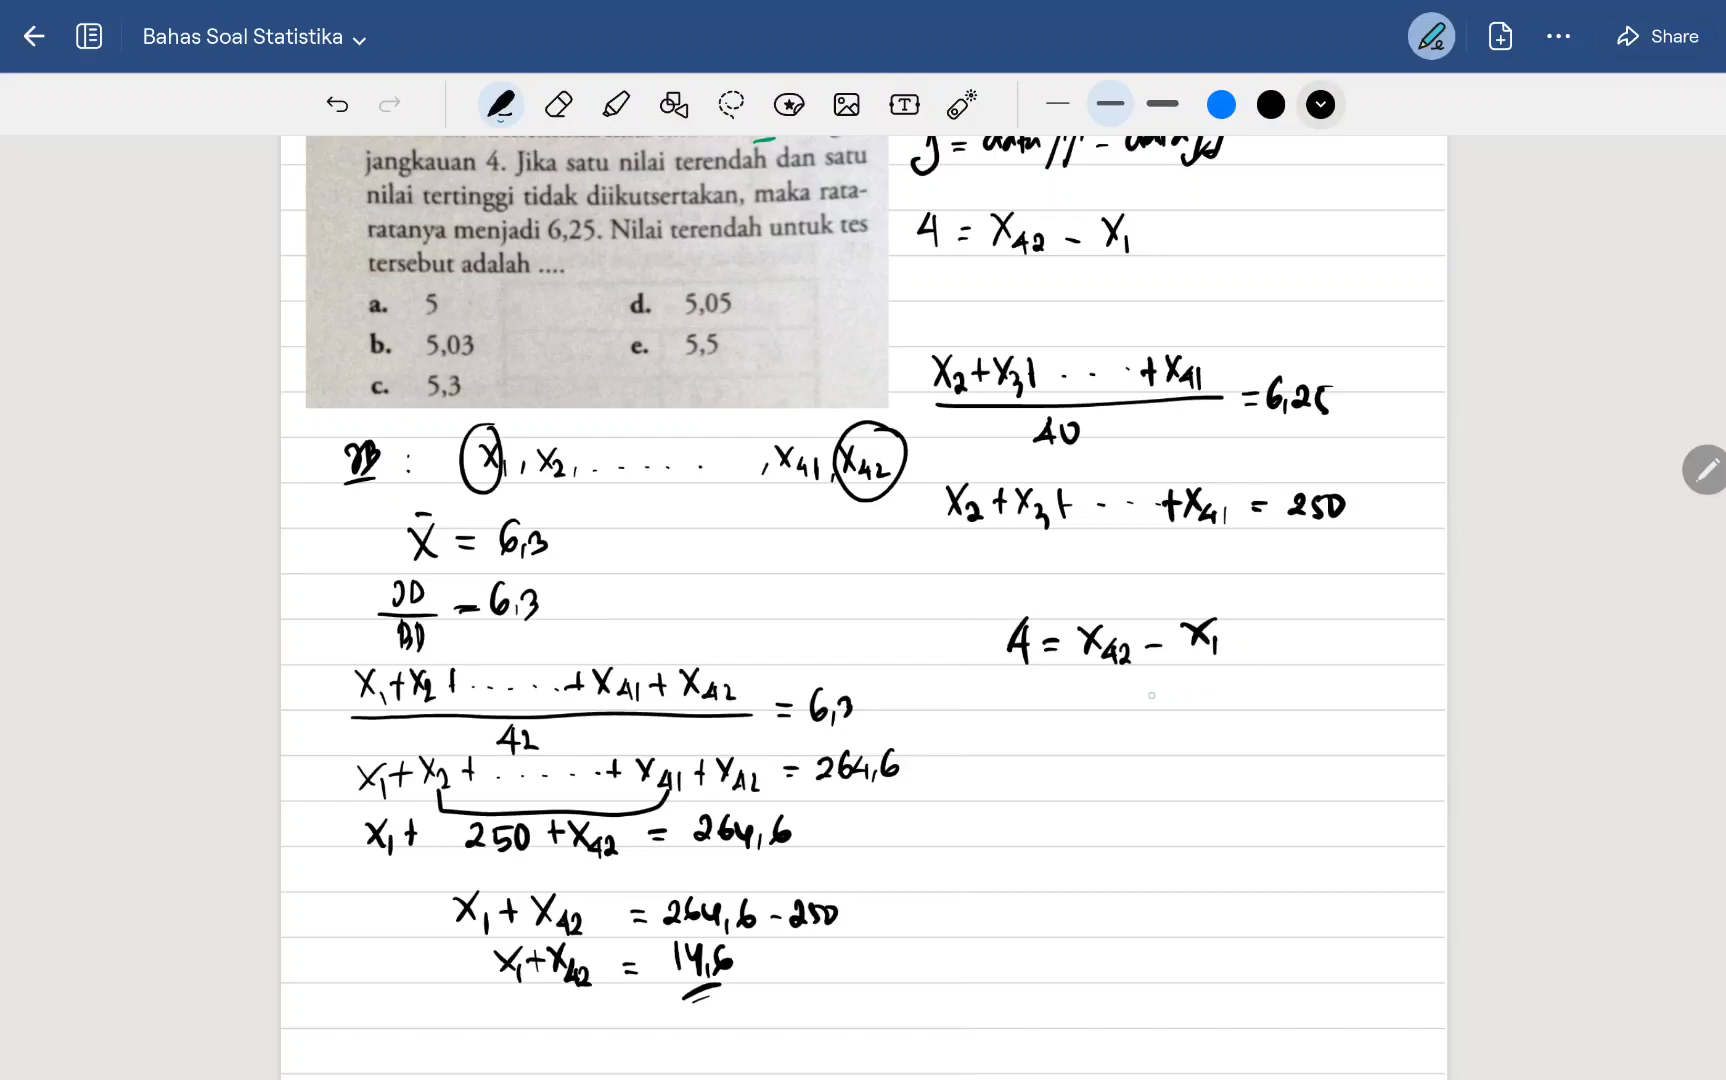 Bahas Soal Statistika
Share
jangkauan 4. Jika satu nilai terendah dan satu
nilai tertinggi tidak diikutsertakan, maka rata-
ratanya menjadi 6,25. Nilai terendah untuk tes
tersebut adalah ....
a. 5
d. 5,05
b. 5,03
e. 5,5
c. 5,3
JB : x₁, x₂, ..... . , x₄₁, x₄₂
x̄ = 6,3
JD/BD = 6,3
x₁+x₂+ ..... + x₄₁ + x₄₂
= 6,3
42
x₁+x₂+ ..... + x₄₁ + x₄₂ = 264,6
x₁+ 250 +x₄₂ = 264,6
x₁ + x₄₂ = 264,6 - 250
x₁+x₄₂ = 14,6
4 = x₄₂ - x₁
x₂+x₃+ ... +x₄₁
= 6,25
40
x₂+x₃+ ... +x₄₁ = 250
4 = x₄₂ - x₁